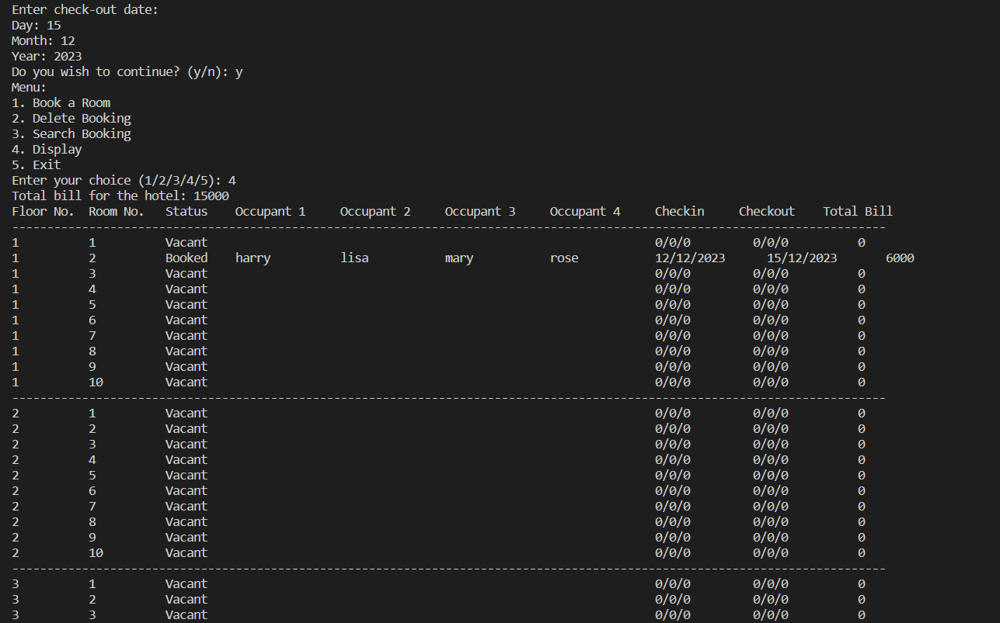 Enter check-out date:
Day: 15
Month: 12
Year: 2023
Do you wish to continue? (y/n): y
Menu:
1. Book a Room
2. Delete Booking
3. Search Booking
4. Display
5. Exit
Enter your choice (1/2/3/4/5): 4
Total bill for the hotel: 15000
Floor No.  Room No.   Status    Occupant 1     Occupant 2     Occupant 3     Occupant 4     Checkin     Checkout    Total Bill
-----------------------------------------------------------------------------------------------------------------------------
1          1          Vacant                                                                0/0/0         0/0/0          0
1          2          Booked    harry          lisa           mary           rose           12/12/2023      15/12/2023       6000
1          3          Vacant                                                                0/0/0         0/0/0          0
1          4          Vacant                                                                0/0/0         0/0/0          0
1          5          Vacant                                                                0/0/0         0/0/0          0
1          6          Vacant                                                                0/0/0         0/0/0          0
1          7          Vacant                                                                0/0/0         0/0/0          0
1          8          Vacant                                                                0/0/0         0/0/0          0
1          9          Vacant                                                                0/0/0         0/0/0          0
1          10         Vacant                                                                0/0/0         0/0/0          0
-----------------------------------------------------------------------------------------------------------------------------
2          1          Vacant                                                                0/0/0         0/0/0          0
2          2          Vacant                                                                0/0/0         0/0/0          0
2          3          Vacant                                                                0/0/0         0/0/0          0
2          4          Vacant                                                                0/0/0         0/0/0          0
2          5          Vacant                                                                0/0/0         0/0/0          0
2          6          Vacant                                                                0/0/0         0/0/0          0
2          7          Vacant                                                                0/0/0         0/0/0          0
2          8          Vacant                                                                0/0/0         0/0/0          0
2          9          Vacant                                                                0/0/0         0/0/0          0
2          10         Vacant                                                                0/0/0         0/0/0          0
-----------------------------------------------------------------------------------------------------------------------------
3          1          Vacant                                                                0/0/0         0/0/0          0
3          2          Vacant                                                                0/0/0         0/0/0          0
3          3          Vacant                                                                0/0/0         0/0/0          0